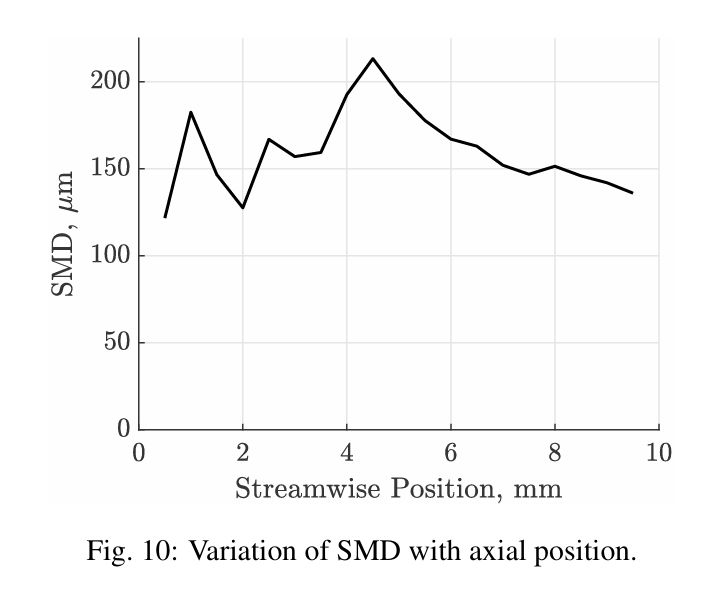 200
150
100
50
0
SMD, μm
0 2 4 6 8 10
Streamwise Position, mm
Fig. 10: Variation of SMD with axial position.